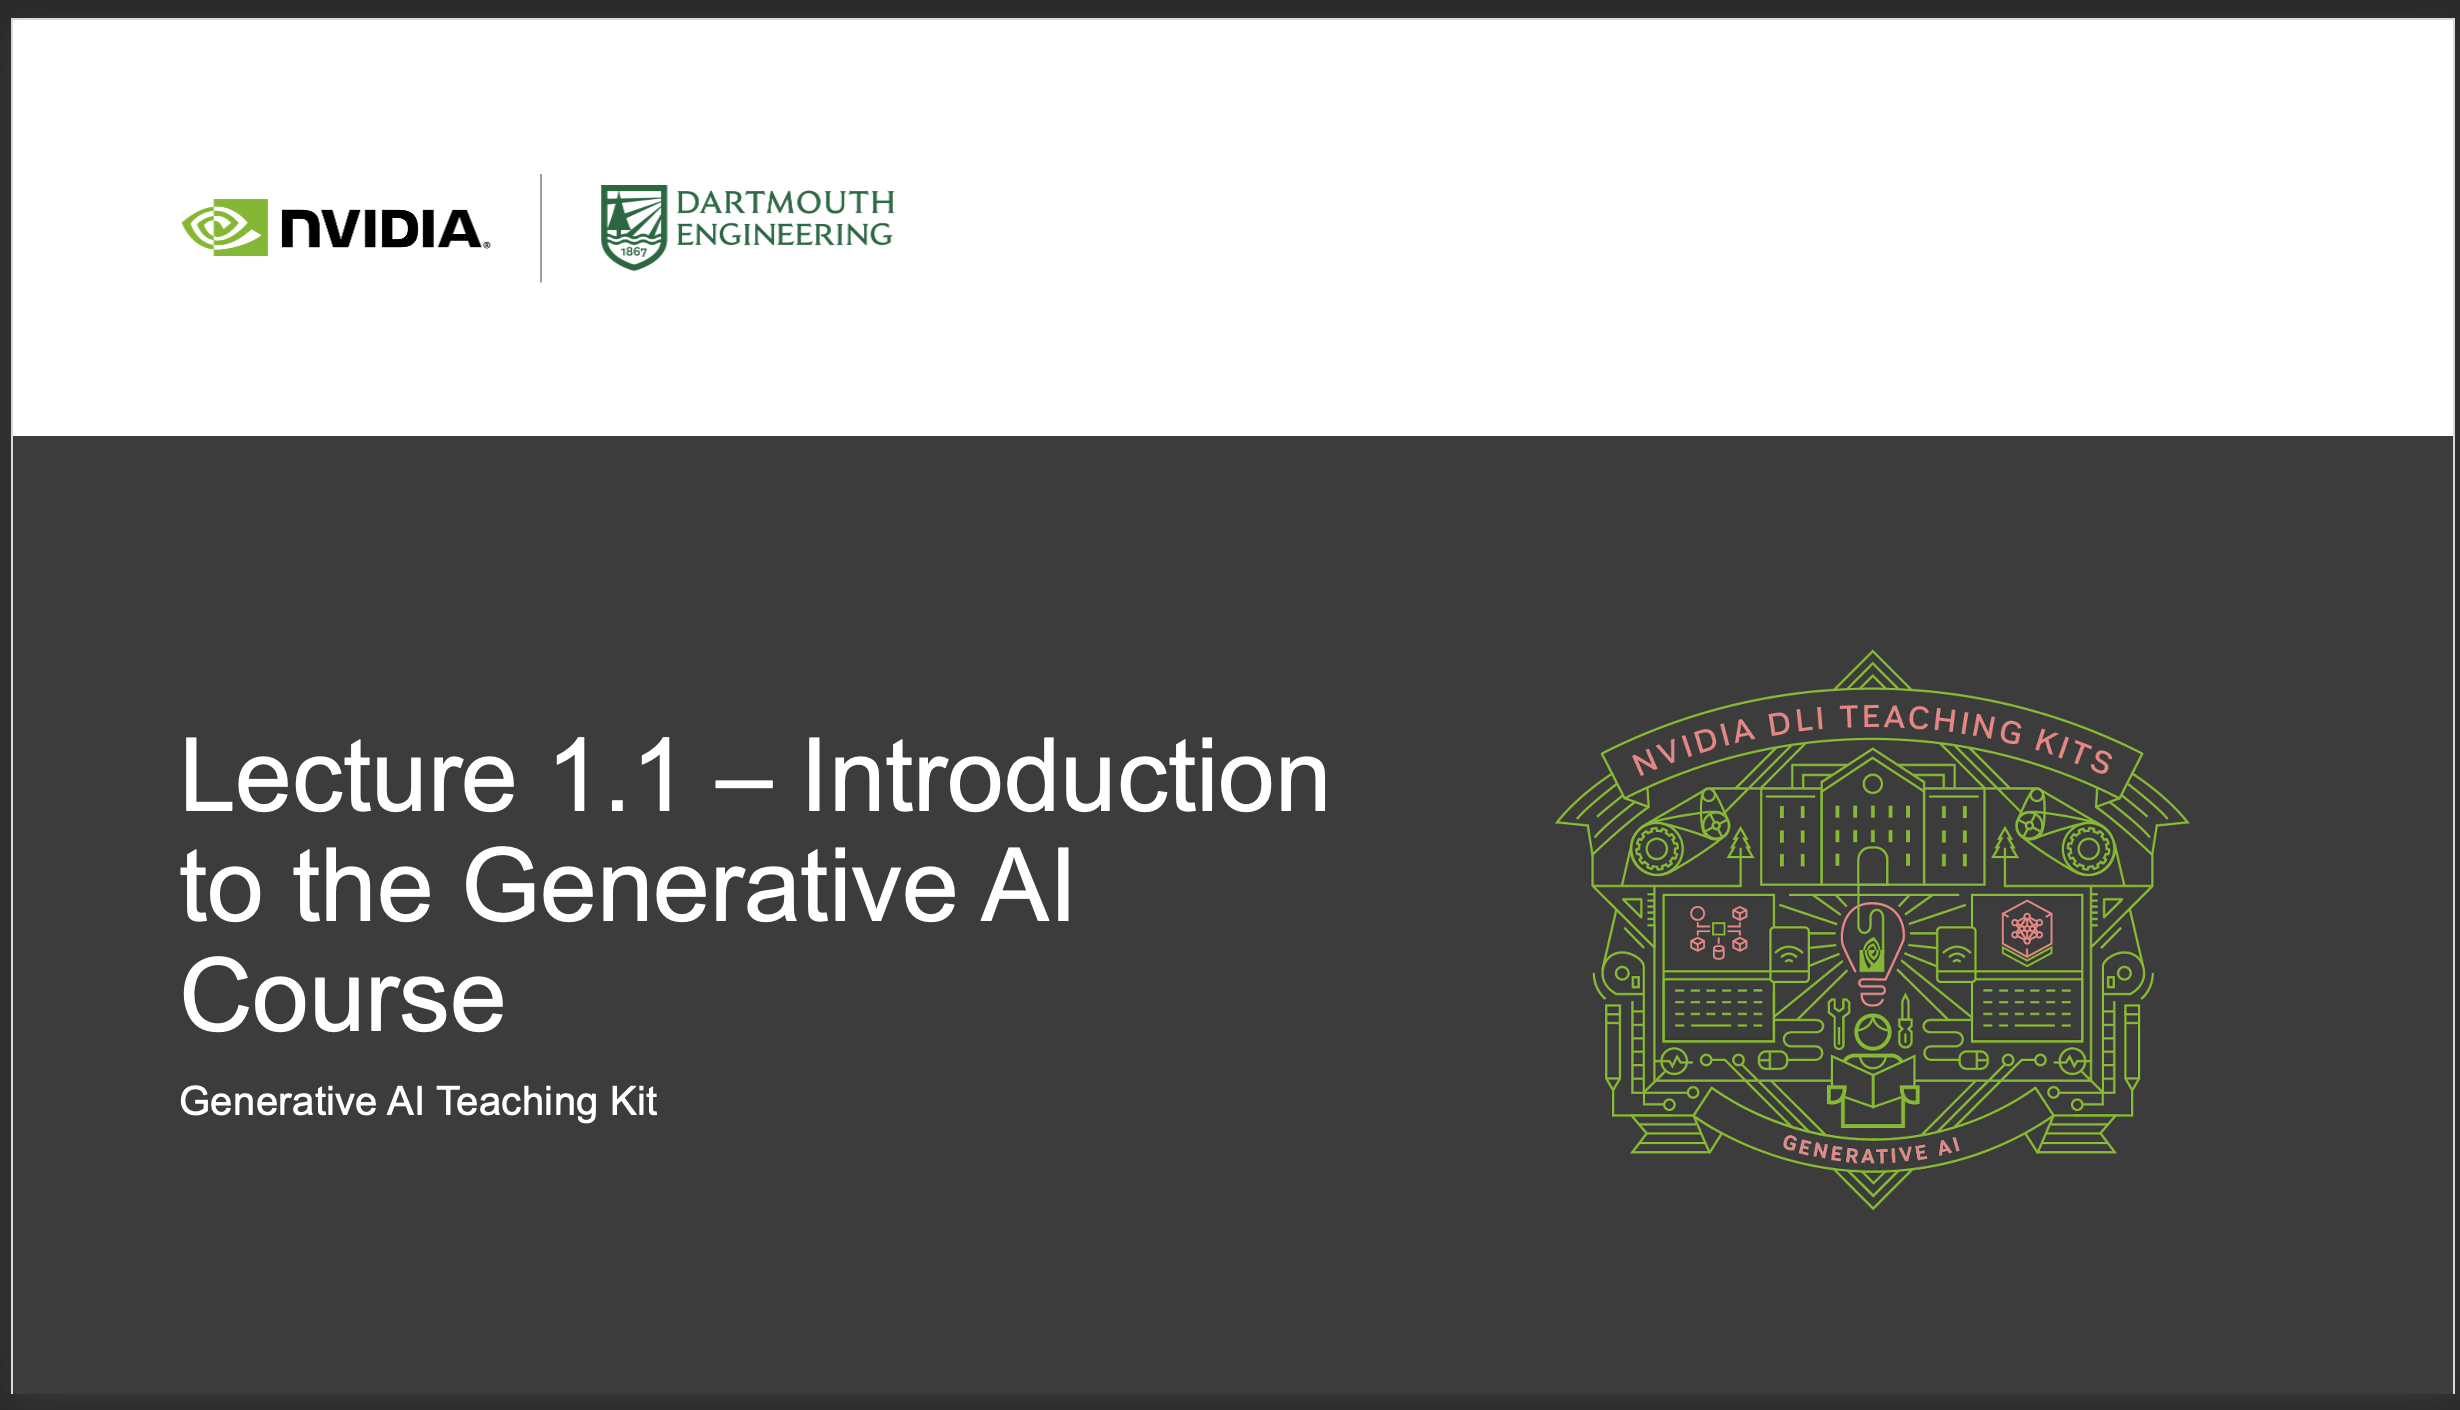 NVIDIA®
DARTMOUTH
ENGINEERING
1867
Lecture 1.1 – Introduction
to the Generative AI
Course
Generative AI Teaching Kit
NVIDIA DLI TEACHING KITS
GENERATIVE AI